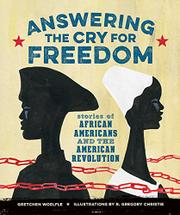 ANSWERING
THE CRY FOR
FREEDOM
stories of
AFRICAN
AMERICANS
AND THE
AMERICAN
REVOLUTION
GRETCHEN WOELFLE ILLUSTRATIONS BY R. GREGORY CHRISTIE